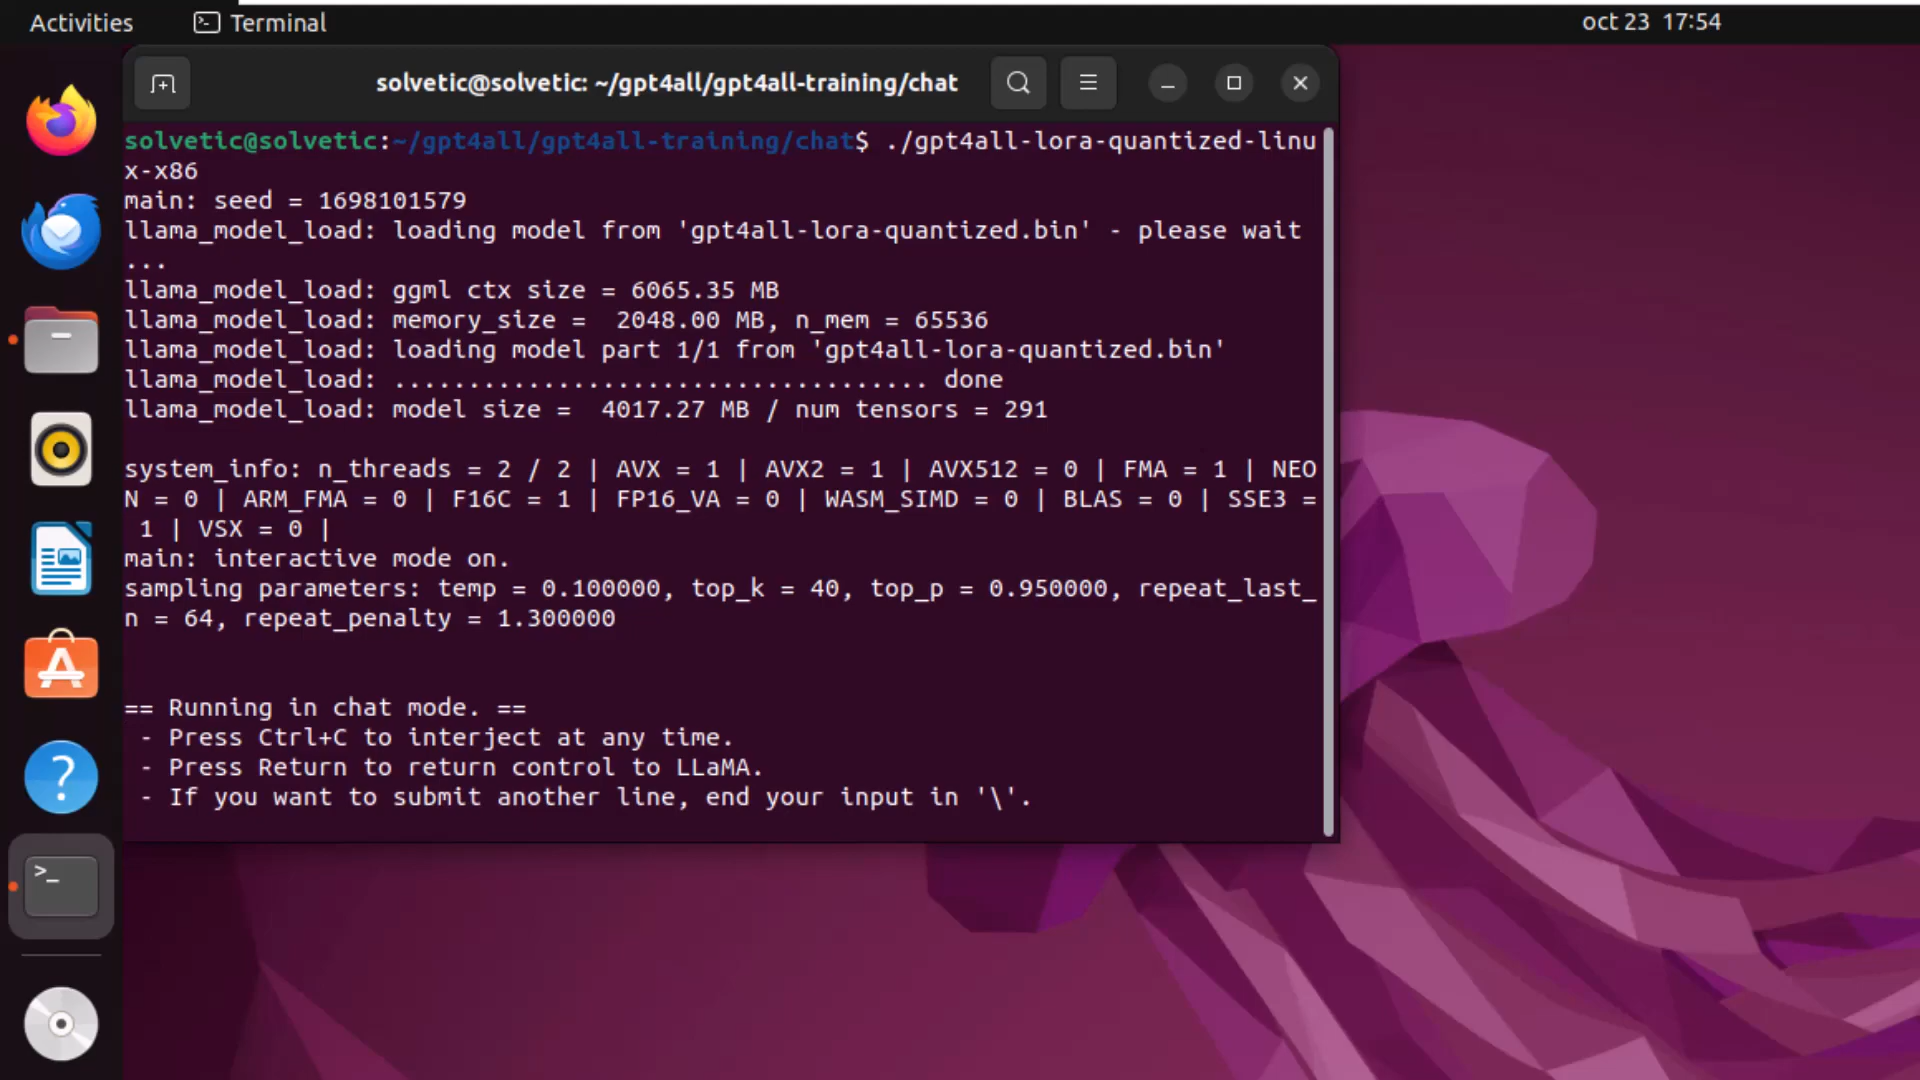 Activities
Terminal
oct 23 17:54
solvetic@solvetic: ~/gpt4all/gpt4all-training/chat
solvetic@solvetic:~/gpt4all/gpt4all-training/chat$ ./gpt4all-lora-quantized-linu
x-x86
main: seed = 1698101579
llama_model_load: loading model from 'gpt4all-lora-quantized.bin' - please wait
...
llama_model_load: ggml ctx size = 6065.35 MB
llama_model_load: memory_size =  2048.00 MB, n_mem = 65536
llama_model_load: loading model part 1/1 from 'gpt4all-lora-quantized.bin'
llama_model_load: .................................... done
llama_model_load: model size =  4017.27 MB / num tensors = 291
system_info: n_threads = 2 / 2 | AVX = 1 | AVX2 = 1 | AVX512 = 0 | FMA = 1 | NEO
N = 0 | ARM_FMA = 0 | F16C = 1 | FP16_VA = 0 | WASM_SIMD = 0 | BLAS = 0 | SSE3 =
 1 | VSX = 0 |
main: interactive mode on.
sampling parameters: temp = 0.100000, top_k = 40, top_p = 0.950000, repeat_last_
n = 64, repeat_penalty = 1.300000
== Running in chat mode. ==
 - Press Ctrl+C to interject at any time.
 - Press Return to return control to LLaMA.
 - If you want to submit another line, end your input in '\'.